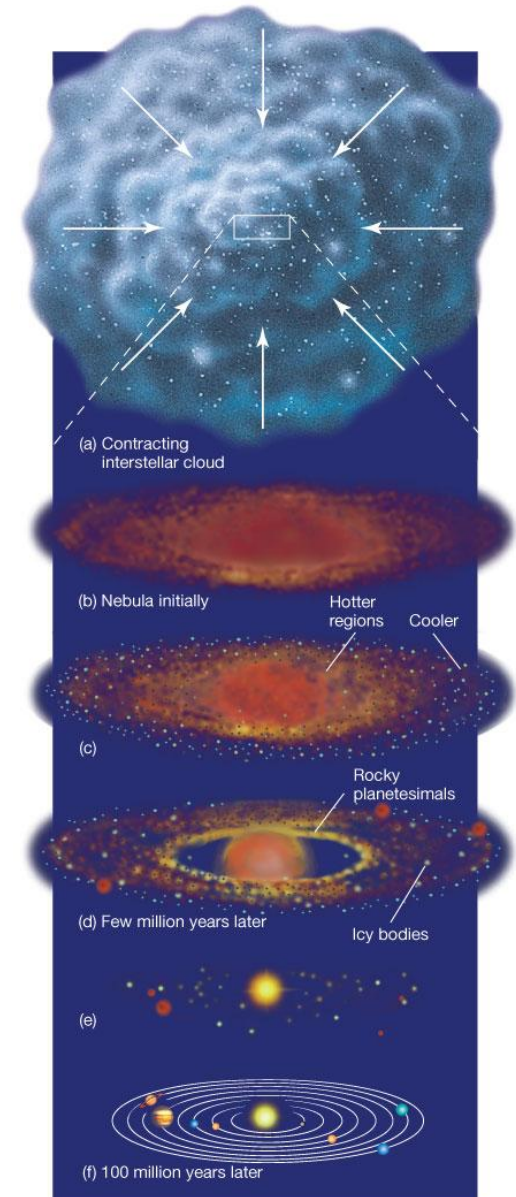 (a) Contracting
interstellar cloud
(b) Nebula initially
Hotter
regions
Cooler
(c)
Rocky
planetesimals
(d) Few million years later
Icy bodies
(e)
(f) 100 million years later